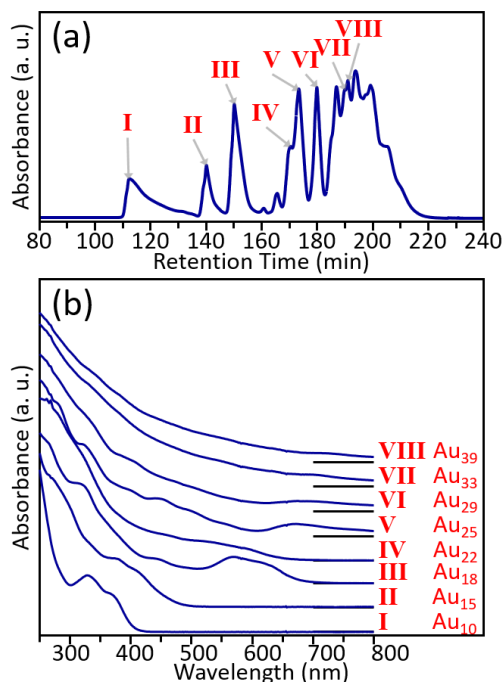 (a)
Absorbance (a. u.)
I
II
III
IV
V
VI
VII
VIII
80 100 120 140 160 180 200 220 240
Retention Time (min)
(b)
Absorbance (a. u.)
VIII Au39
VII Au33
VI Au29
V Au25
IV Au22
III Au18
II Au15
I Au10
300 400 500 600 700 800
Wavelength (nm)